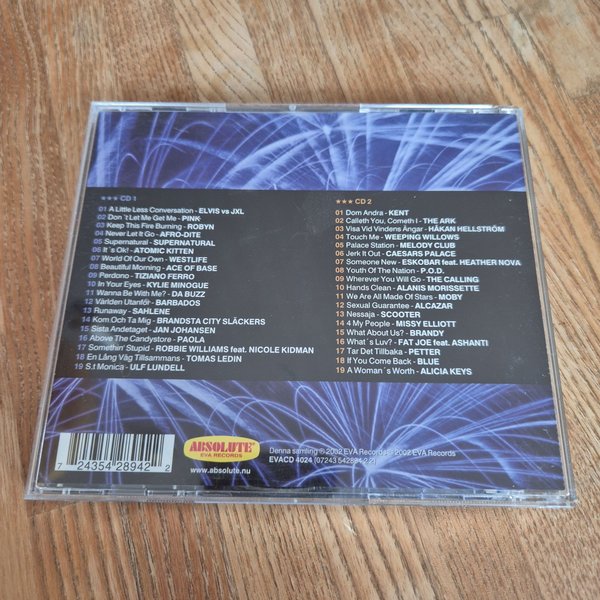 ★★★ CD 1
01 A Little Less Conversation - ELVIS vs JXL
02 Don´t Let Me Get Me - PINK
03 Keep This Fire Burning - ROBYN
04 Never Let It Go - AFRO-DITE
05 Supernatural - SUPERNATURAL
06 It´s Ok! - ATOMIC KITTEN
07 World Of Our Own - WESTLIFE
08 Beautiful Morning - ACE OF BASE
09 Perdono - TIZIANO FERRO
10 In Your Eyes - KYLIE MINOGUE
11 Wanna Be With Me? - DA BUZZ
12 Världen Utanför - BARBADOS
13 Runaway - SAHLENE
14 Kom Och Ta Mig - BRANDSTA CITY SLÄCKERS
15 Sista Andetaget - JAN JOHANSEN
16 Above The Candystore - PAOLA
17 Somethin´ Stupid - ROBBIE WILLIAMS feat. NICOLE KIDMAN
18 En Lång Väg Tillsammans - TOMAS LEDIN
19 S:t Monica - ULF LUNDELL
★★★ CD 2
01 Dom Andra - KENT
02 Calleth You, Cometh I - THE ARK
03 Visa Vid Vindens Ängar - HÅKAN HELLSTRÖM
04 Touch Me - WEEPING WILLOWS
05 Palace Station - MELODY CLUB
06 Jerk It Out - CAESARS PALACE
07 Someone New - ESKOBAR feat. HEATHER NOVA
08 Youth Of The Nation - P.O.D.
09 Wherever You Will Go - THE CALLING
10 Hands Clean - ALANIS MORISSETTE
11 We Are All Made Of Stars - MOBY
12 Sexual Guarantee - ALCAZAR
13 Nessaja - SCOOTER
14 4 My People - MISSY ELLIOTT
15 What About Us? - BRANDY
16 What´s Luv? - FAT JOE feat. ASHANTI
17 Tar Det Tillbaka - PETTER
18 If You Come Back - BLUE
19 A Woman´s Worth - ALICIA KEYS
7 24354 28942 2
ABSOLUTE
EVA RECORDS
www.absolute.nu
Denna samling ℗ 2002 EVA Records © 2002 EVA Records
EVACD 4024 (07243 542894 2 2)